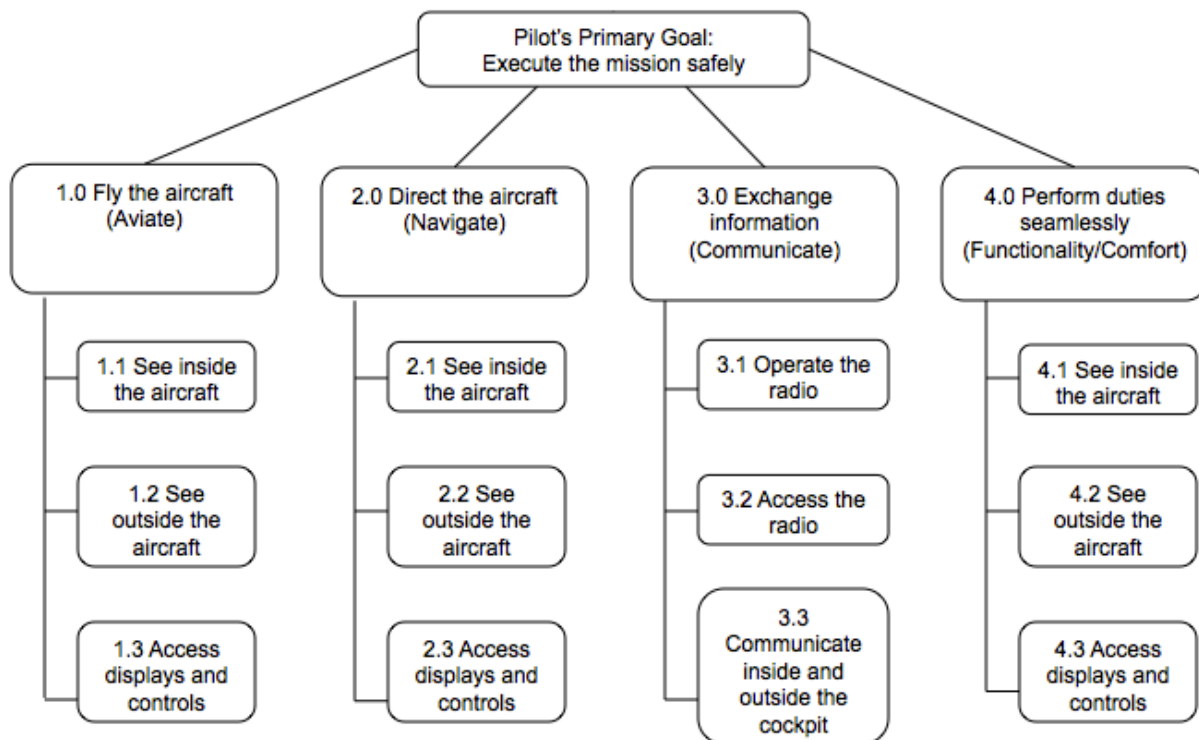 Pilot's Primary Goal:
Execute the mission safely
1.0 Fly the aircraft
(Aviate)
2.0 Direct the aircraft
(Navigate)
3.0 Exchange
information
(Communicate)
4.0 Perform duties
seamlessly
(Functionality/Comfort)
1.1 See inside
the aircraft
1.2 See
outside the
aircraft
1.3 Access
displays and
controls
2.1 See inside
the aircraft
2.2 See
outside the
aircraft
2.3 Access
displays and
controls
3.1 Operate the
radio
3.2 Access the
radio
3.3
Communicate
inside and
outside the
cockpit
4.1 See inside
the aircraft
4.2 See
outside the
aircraft
4.3 Access
displays and
controls